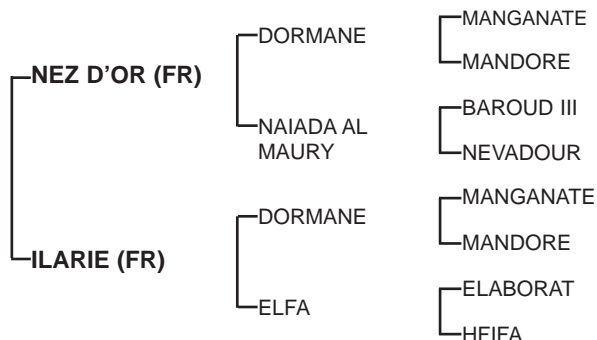 NEZ D'OR (FR)
ILARIE (FR)
DORMANE
NAIADA AL
MAURY
DORMANE
ELFA
MANGANATE
MANDORE
BAROUD III
NEVADOUR
MANGANATE
MANDORE
ELABORAT